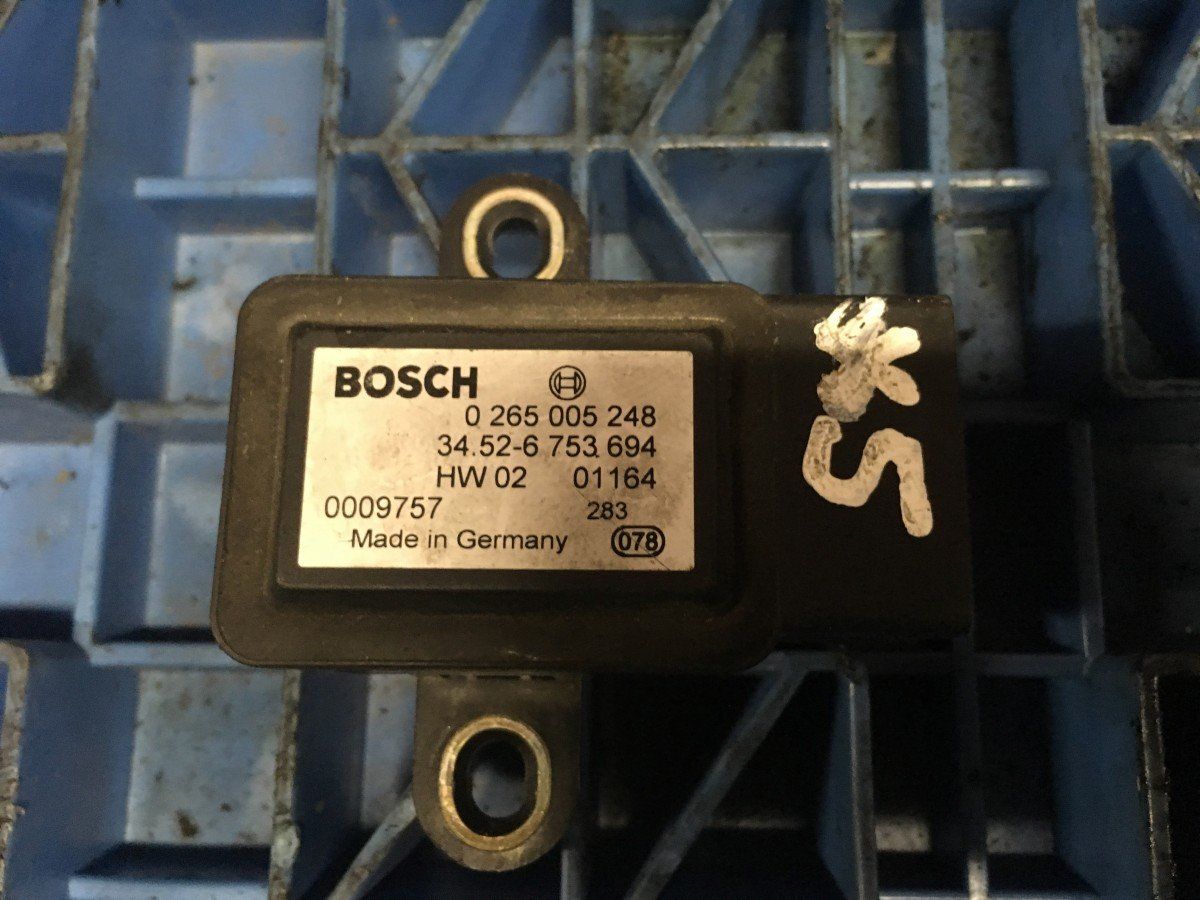 BOSCH
0 265 005 248
34.52-6 753 694
HW 02 01164
0009757 283
Made in Germany 078